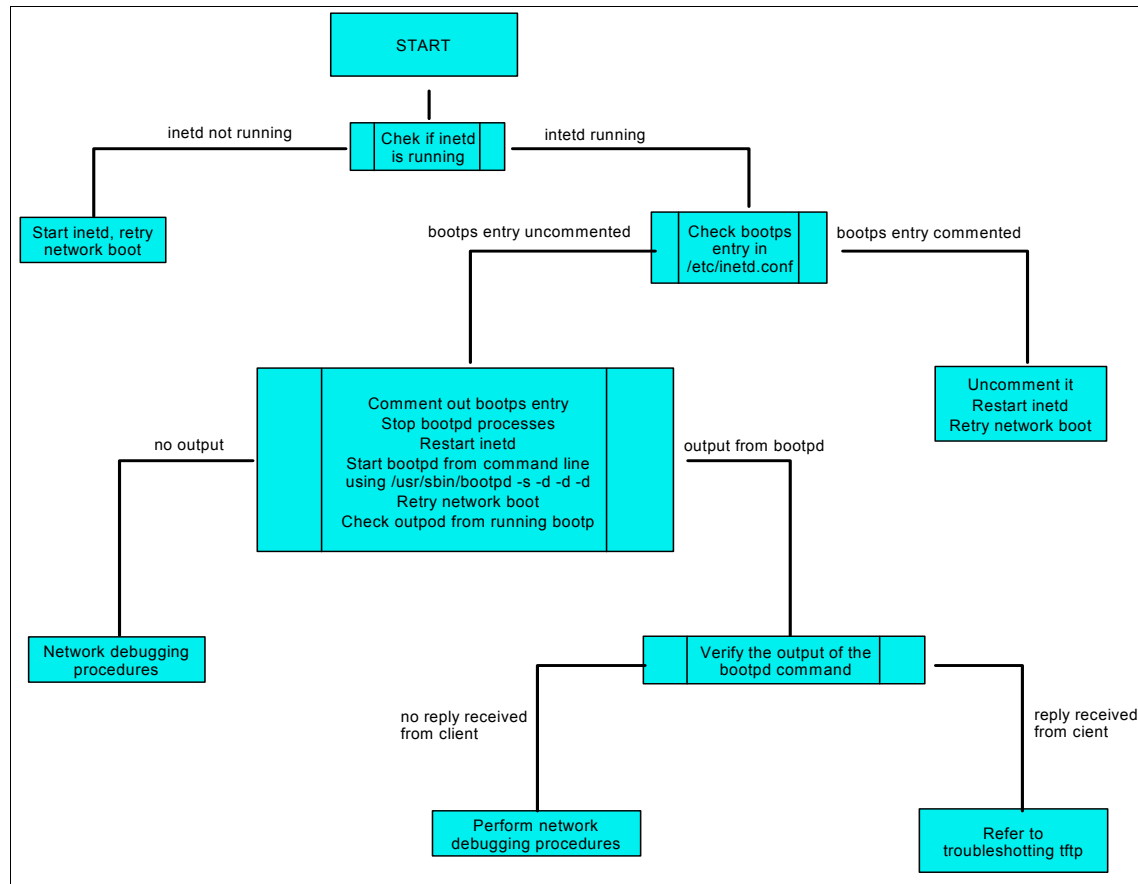 START
inetd not running
Chek if inetd
is running
intetd running
Start inetd, retry
network boot
bootps entry uncommented
Check bootps
entry in
/etc/inetd.conf
bootps entry commented
Comment out bootps entry
Stop bootpd processes
Restart inetd
Start bootpd from command line
using /usr/sbin/bootpd -s -d -d -d
Retry network boot
Check outpod from running bootp
no output
output from bootpd
Uncomment it
Restart inetd
Retry network boot
Network debugging
procedures
Verify the output of the
bootpd command
no reply received
from client
reply received
from cient
Perform network
debugging procedures
Refer to
troubleshotting tftp